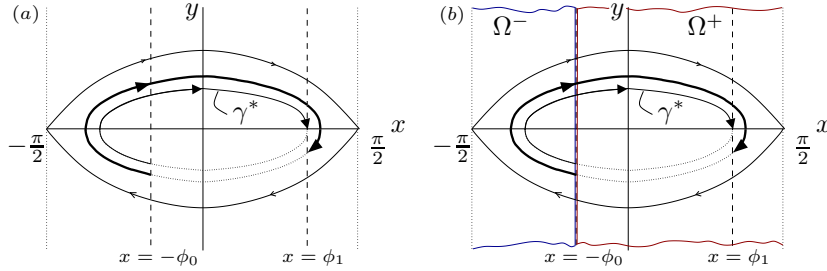 (a)
y
γ*
x
−π/2
π/2
x = −ϕ₀
x = ϕ₁
(b)
Ω⁻
y
Ω⁺
γ*
x
−π/2
π/2
x = −ϕ₀
x = ϕ₁